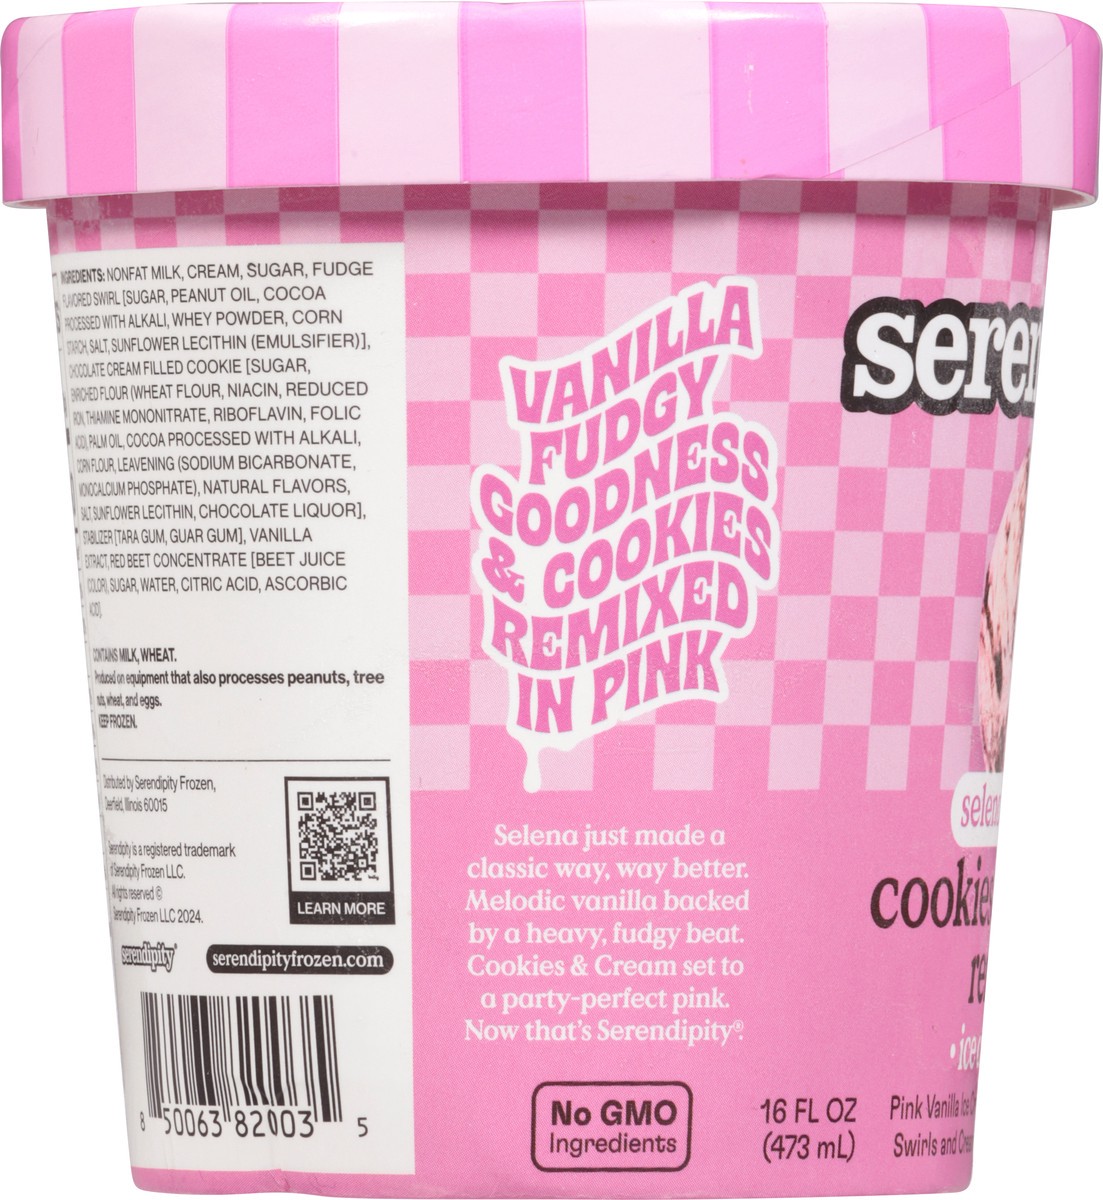 INGREDIENTS: NONFAT MILK, CREAM, SUGAR, FUDGE
FLAVORED SWIRL [SUGAR, PEANUT OIL, COCOA
PROCESSED WITH ALKALI, WHEY POWDER, CORN
STARCH, SALT, SUNFLOWER LECITHIN (EMULSIFIER)],
CHOCOLATE CREAM FILLED COOKIE [SUGAR,
ENRICHED FLOUR (WHEAT FLOUR, NIACIN, REDUCED
IRON, THIAMINE MONONITRATE, RIBOFLAVIN, FOLIC
ACID), PALM OIL, COCOA PROCESSED WITH ALKALI,
CORN FLOUR, LEAVENING (SODIUM BICARBONATE,
MONOCALCIUM PHOSPHATE), NATURAL FLAVORS,
SALT, SUNFLOWER LECITHIN, CHOCOLATE LIQUOR],
STABILIZER [TARA GUM, GUAR GUM], VANILLA
EXTRACT, RED BEET CONCENTRATE [BEET JUICE
COLOR), SUGAR, WATER, CITRIC ACID, ASCORBIC
ACID].
CONTAINS MILK, WHEAT.
Produced on equipment that also processes peanuts, tree
nuts, wheat, and eggs.
KEEP FROZEN.
Distributed by Serendipity Frozen,
Deerfield, Illinois 60015
Serendipity is a registered trademark
of Serendipity Frozen LLC.
All rights reserved ©
Serendipity Frozen LLC 2024.
LEARN MORE
serendipity®
serendipityfrozen.com
8 50063 82003 5
VANILLA
FUDGY
GOODNESS
& COOKIES
REMIXED
IN PINK
Selena just made a
classic way, way better.
Melodic vanilla backed
by a heavy, fudgy beat.
Cookies & Cream set to
a party-perfect pink.
Now that's Serendipity®.
No GMO
Ingredients
16 FL OZ
(473 mL)
seren
selena
cookies
re
• ice c
Pink Vanilla Ice
Swirls and